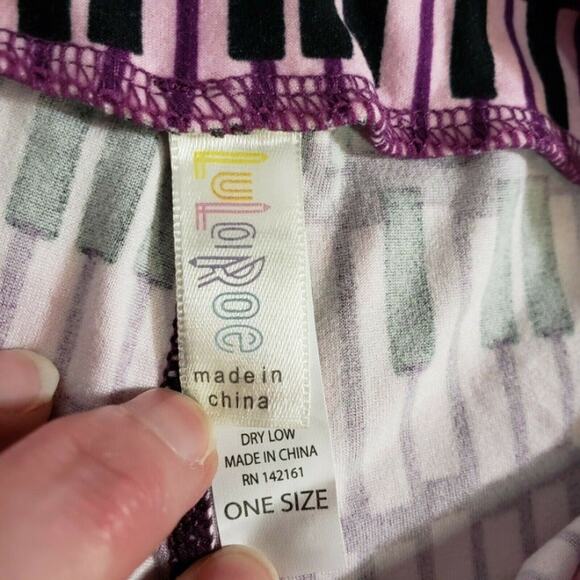 LuLaRoe
made in
china
DRY LOW
MADE IN CHINA
RN 142161
ONE SIZE